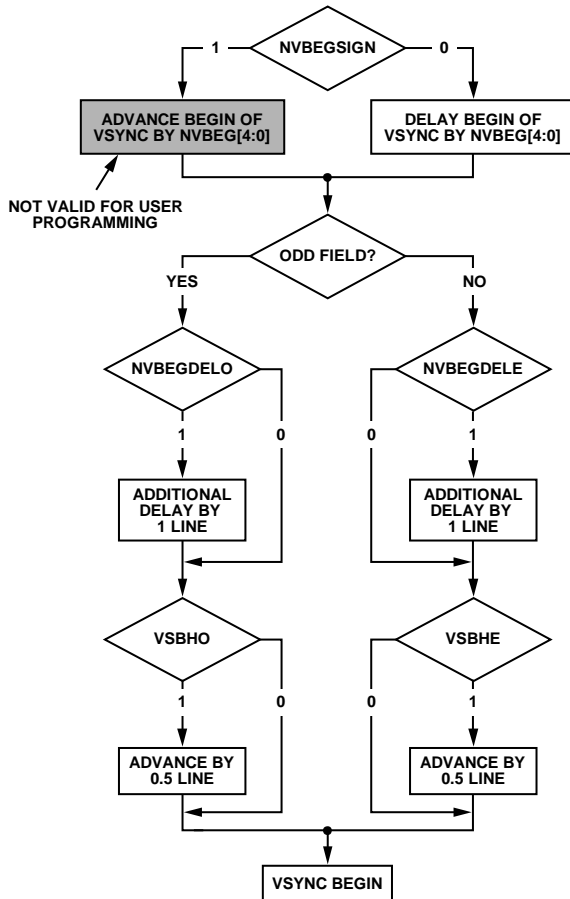 NVBEGSIGN
1
0
ADVANCE BEGIN OF
VSYNC BY NVBEG[4:0]
DELAY BEGIN OF
VSYNC BY NVBEG[4:0]
NOT VALID FOR USER
PROGRAMMING
ODD FIELD?
YES
NO
NVBEGDELO
NVBEGDELE
1
0
0
1
ADDITIONAL
DELAY BY
1 LINE
ADDITIONAL
DELAY BY
1 LINE
VSBHO
VSBHE
1
0
0
1
ADVANCE BY
0.5 LINE
ADVANCE BY
0.5 LINE
VSYNC BEGIN